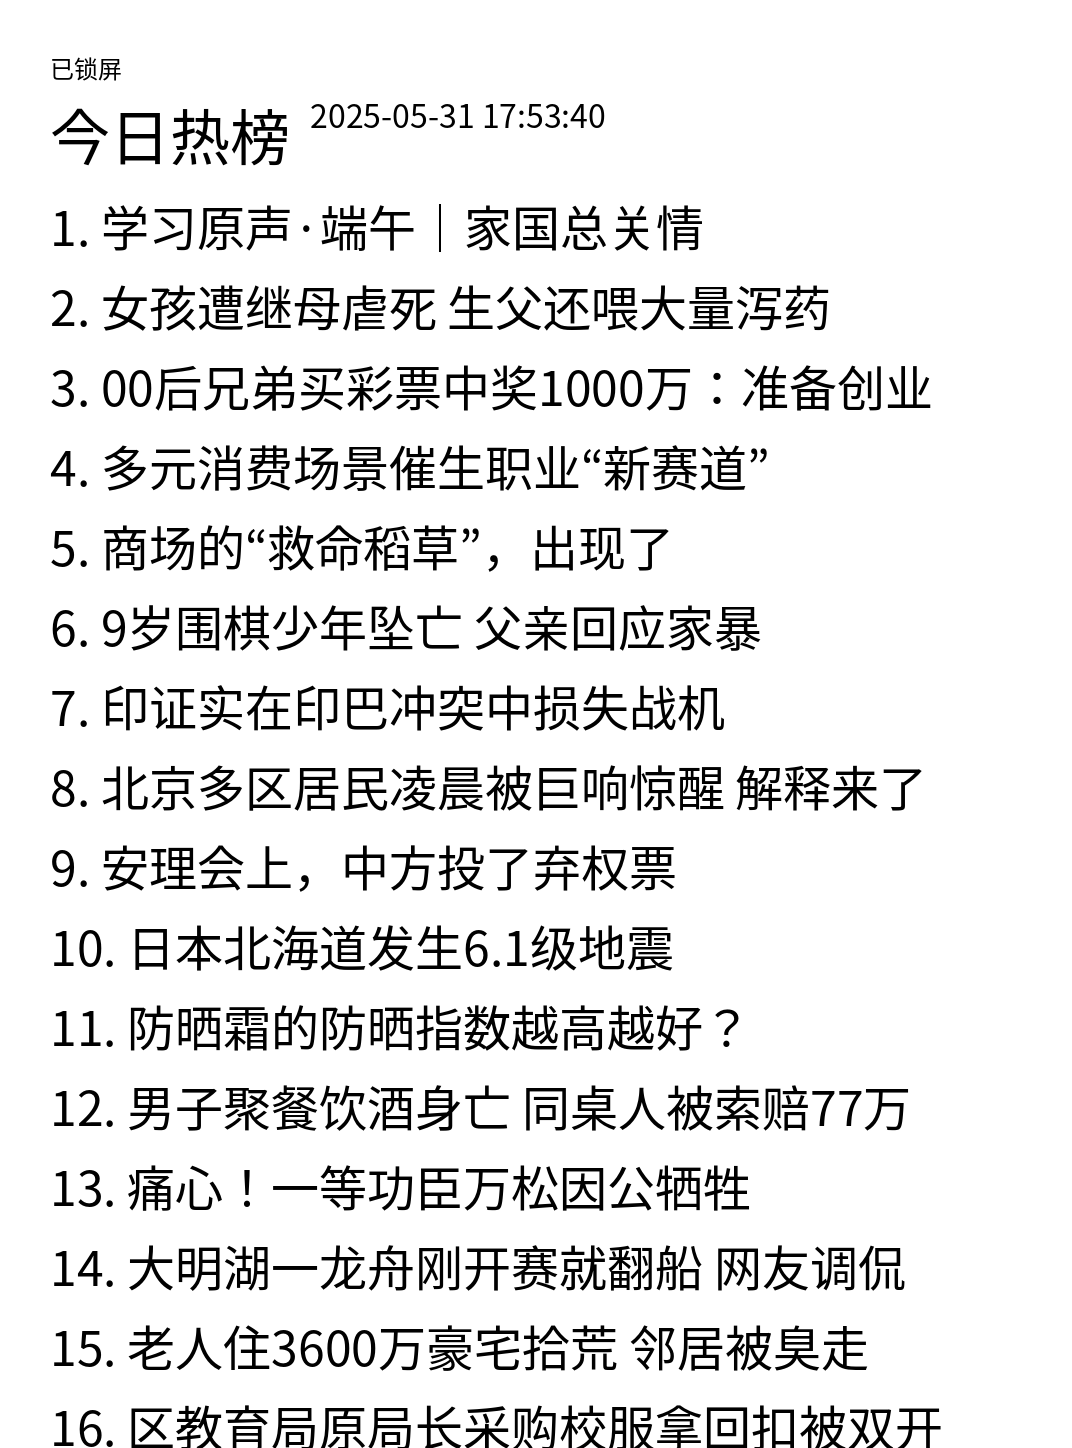 已锁屏
今日热榜 2025-05-31 17:53:40
1. 学习原声·端午｜家国总关情
2. 女孩遭继母虐死 生父还喂大量泻药
3. 00后兄弟买彩票中奖1000万：准备创业
4. 多元消费场景催生职业“新赛道”
5. 商场的“救命稻草”，出现了
6. 9岁围棋少年坠亡 父亲回应家暴
7. 印证实在印巴冲突中损失战机
8. 北京多区居民凌晨被巨响惊醒 解释来了
9. 安理会上，中方投了弃权票
10. 日本北海道发生6.1级地震
11. 防晒霜的防晒指数越高越好？
12. 男子聚餐饮酒身亡 同桌人被索赔77万
13. 痛心！一等功臣万松因公牺牲
14. 大明湖一龙舟刚开赛就翻船 网友调侃
15. 老人住3600万豪宅拾荒 邻居被臭走
16. 区教育局原局长采购校服拿回扣被双开